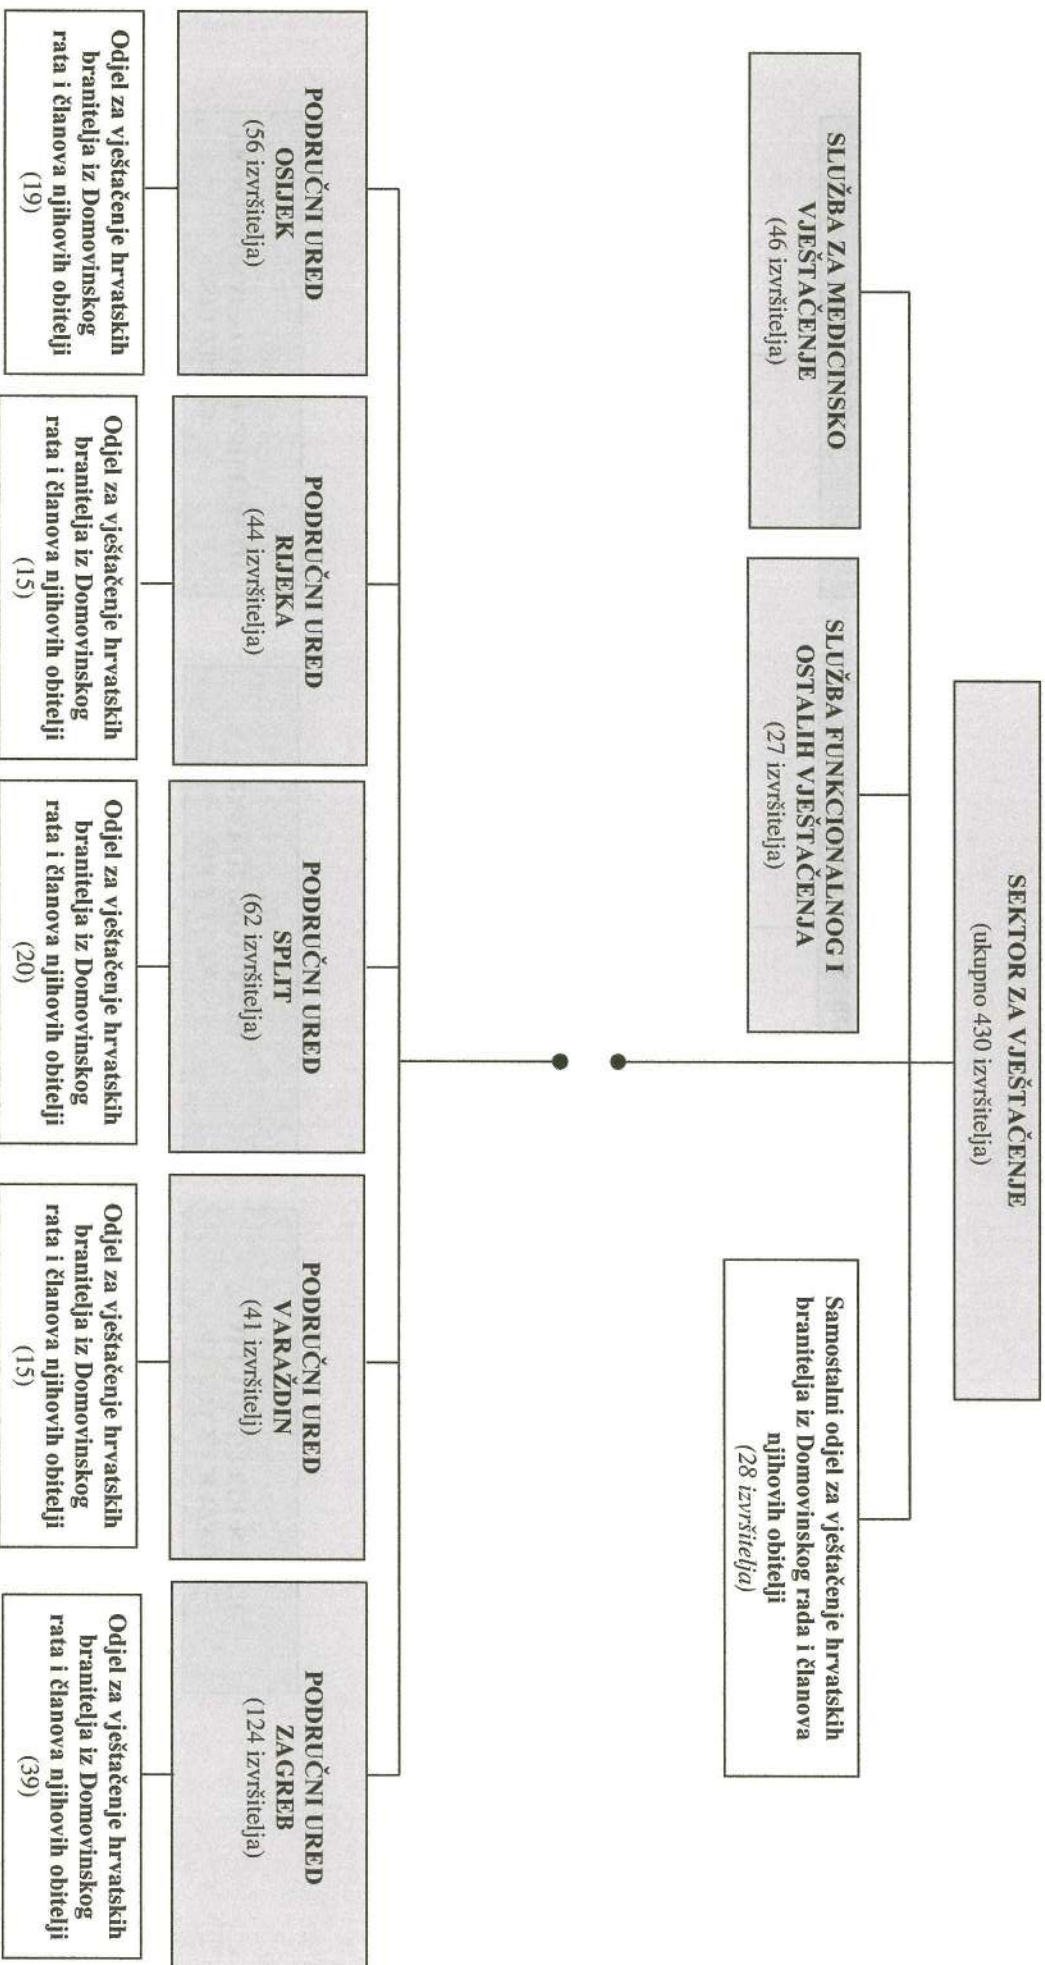 SEKTOR ZA VJEŠTAČENJE
(ukupno 430 izvršitelja)
SLUŽBA ZA MEDICINSKO
VJEŠTAČENJE
(46 izvršitelja)
SLUŽBA FUNKCIONALNOG I
OSTALIH VJEŠTAČENJA
(27 izvršitelja)
Samostalni odjel za vještačenje hrvatskih
branitelja iz Domovinskog rada i članova
njihovih obitelji
(28 izvršitelja)
PODRUČNI URED
OSIJEK
(56 izvršitelja)
PODRUČNI URED
RIJEKA
(44 izvršitelja)
PODRUČNI URED
SPLIT
(62 izvršitelja)
PODRUČNI URED
VARAŽDIN
(41 izvršitelj)
PODRUČNI URED
ZAGREB
(124 izvršitelja)
Odjel za vještačenje hrvatskih
branitelja iz Domovinskog
rata i članova njihovih obitelji
(19)
Odjel za vještačenje hrvatskih
branitelja iz Domovinskog
rata i članova njihovih obitelji
(15)
Odjel za vještačenje hrvatskih
branitelja iz Domovinskog
rata i članova njihovih obitelji
(20)
Odjel za vještačenje hrvatskih
branitelja iz Domovinskog
rata i članova njihovih obitelji
(15)
Odjel za vještačenje hrvatskih
branitelja iz Domovinskog
rata i članova njihovih obitelji
(39)